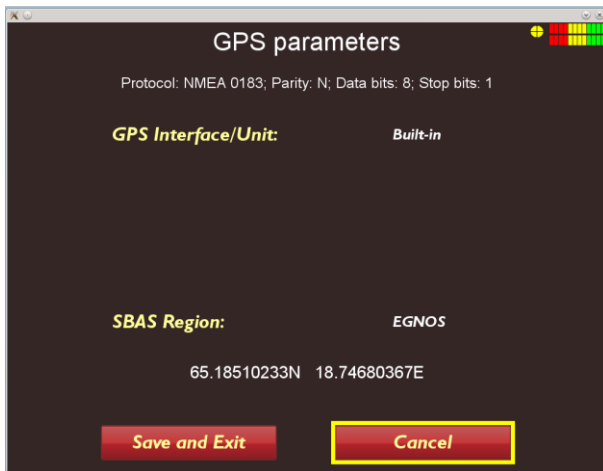 GPS parameters
Protocol: NMEA 0183; Parity: N; Data bits: 8; Stop bits: 1
GPS Interface/Unit: Built-in
SBAS Region: EGNOS
65.18510233N 18.74680367E
Save and Exit Cancel